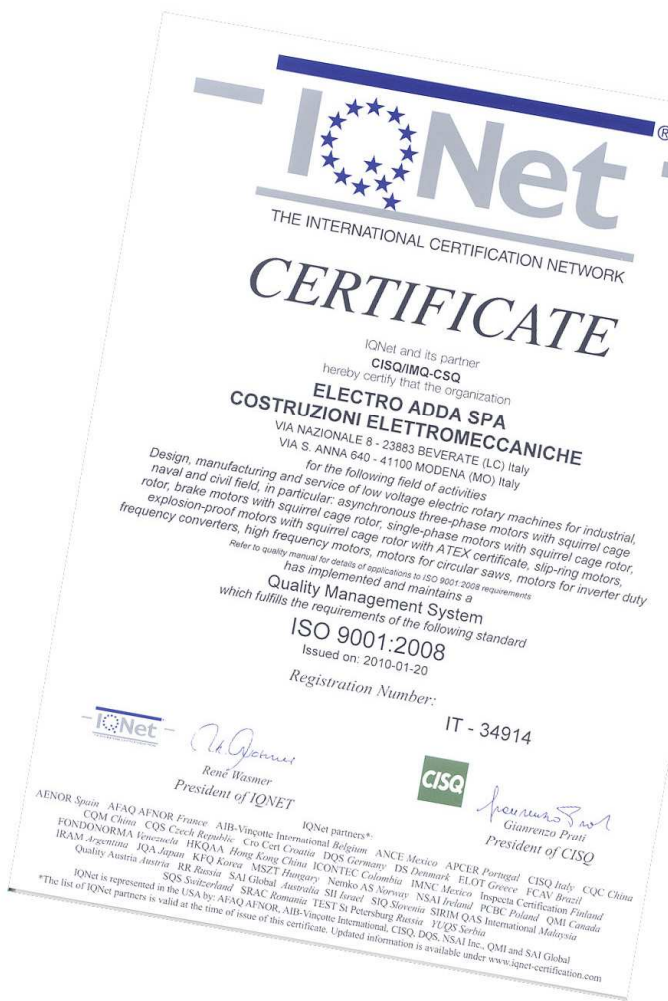 IQNet
®
THE INTERNATIONAL CERTIFICATION NETWORK
CERTIFICATE
IQNet and its partner
CISQ/IMQ-CSQ
hereby certify that the organization
ELECTRO ADDA SPA
COSTRUZIONI ELETTROMECCANICHE
VIA NAZIONALE 8 - 23883 BEVERATE (LC) Italy
VIA S. ANNA 640 - 41100 MODENA (MO) Italy
for the following field of activities
Design, manufacturing and service of low voltage electric rotary machines for industrial,
naval and civil field, in particular: asynchronous three-phase motors with squirrel cage
rotor, brake motors with squirrel cage rotor, single-phase motors with squirrel cage rotor,
explosion-proof motors with squirrel cage rotor with ATEX certificate, slip-ring motors,
frequency converters, high frequency motors, motors for circular saws, motors for inverter duty
Refer to quality manual for details of applications to ISO 9001:2008 requirements
has implemented and maintains a
Quality Management System
which fulfills the requirements of the following standard
ISO 9001:2008
Issued on: 2010-01-20
Registration Number:
IT - 34914
IQNet
René Wasmer
President of IQNET
CISQ
Gianrenzo Prati
President of CISQ
IQNet partners*:
AENOR Spain AFAQ AFNOR France AIB-Vinçotte International Belgium ANCE Mexico APCER Portugal CISQ Italy CQC China
CQM China CQS Czech Republic Cro Cert Croatia DQS Germany DS Denmark ELOT Greece FCAV Brazil
FONDONORMA Venezuela HKQAA Hong Kong China ICONTEC Colombia IMNC Mexico Inspecta Certification Finland
IRAM Argentina JQA Japan KFQ Korea MSZT Hungary Nemko AS Norway NSAI Ireland PCBC Poland QMI Canada
Quality Austria Austria RR Russia SAI Global Australia SII Israel SIQ Slovenia SIRIM QAS International Malaysia
SQS Switzerland SRAC Romania TEST St Petersburg Russia YUQS Serbia
IQNet is represented in the USA by: AFAQ AFNOR, AIB-Vinçotte International, CISQ, DQS, NSAI Inc., QMI and SAI Global
*The list of IQNet partners is valid at the time of issue of this certificate. Updated information is available under www.iqnet-certification.com